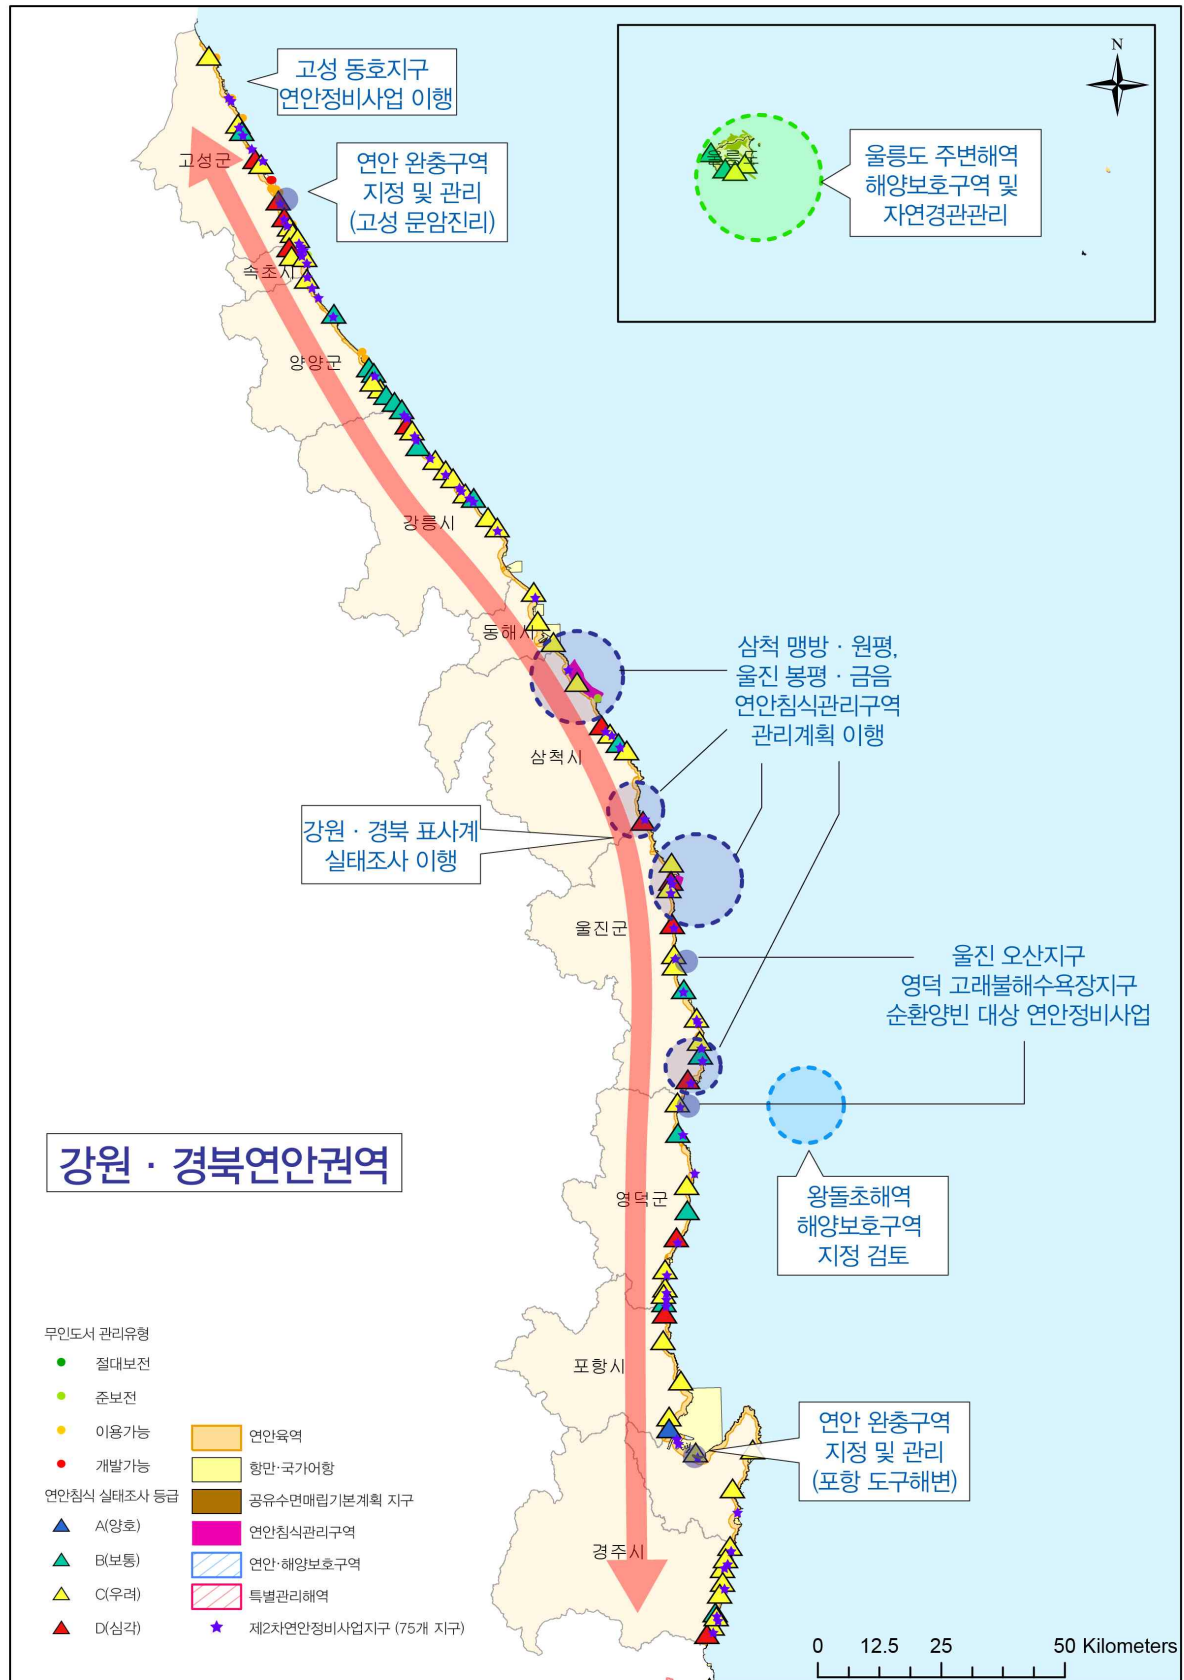 고성 동호지구
연안정비사업 이행
N
고성군
연안 완충구역
지정 및 관리
(고성 문암진리)
울릉도
울릉도 주변해역
해양보호구역 및
자연경관관리
속초시
양양군
강릉시
동해시
삼척 맹방 · 원평,
울진 봉평 · 금음
연안침식관리구역
관리계획 이행
삼척시
강원 · 경북 표사계
실태조사 이행
울진군
울진 오산지구
영덕 고래불해수욕장지구
순환양빈 대상 연안정비사업
강원 · 경북연안권역
왕돌초해역
해양보호구역
지정 검토
영덕군
포항시
연안 완충구역
지정 및 관리
(포항 도구해변)
경주시
무인도서 관리유형
절대보전
준보전
이용가능
개발가능
연안침식 실태조사 등급
A(양호)
B(보통)
C(우려)
D(심각)
연안육역
항만·국가어항
공유수면매립기본계획 지구
연안침식관리구역
연안·해양보호구역
특별관리해역
제2차연안정비사업지구 (75개 지구)
0 12.5 25 50 Kilometers